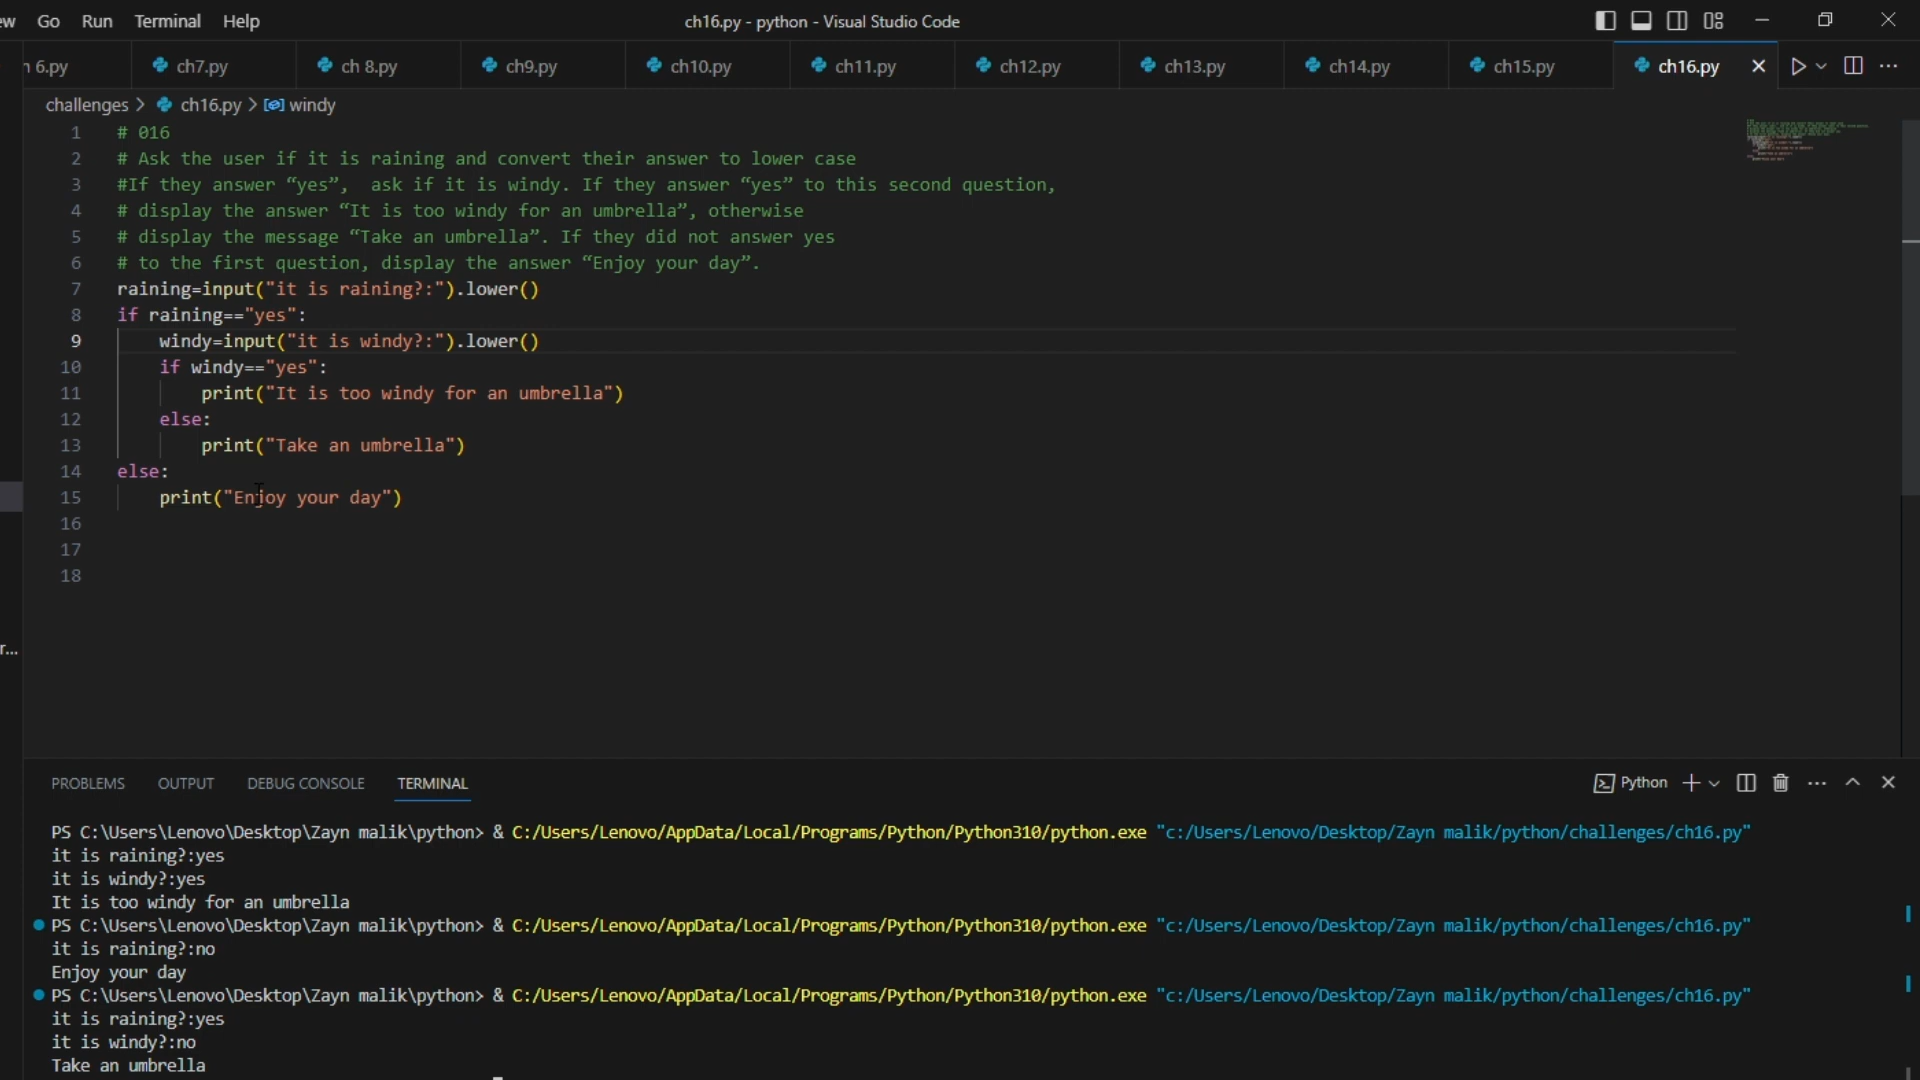 ew Go Run Terminal Help ch16.py - python - Visual Studio Code
6.py ch7.py ch 8.py ch9.py ch10.py ch11.py ch12.py ch13.py ch14.py ch15.py ch16.py
challenges > ch16.py > windy
1 # 016
2 # Ask the user if it is raining and convert their answer to lower case
3 #If they answer “yes”,  ask if it is windy. If they answer “yes” to this second question,
4 # display the answer “It is too windy for an umbrella”, otherwise
5 # display the message “Take an umbrella”. If they did not answer yes
6 # to the first question, display the answer “Enjoy your day”.
7 raining=input("it is raining?:").lower()
8 if raining=="yes":
9     windy=input("it is windy?:").lower()
10     if windy=="yes":
11         print("It is too windy for an umbrella")
12     else:
13         print("Take an umbrella")
14 else:
15     print("Enjoy your day")
16
17
18
r...
PROBLEMS OUTPUT DEBUG CONSOLE TERMINAL Python
PS C:\Users\Lenovo\Desktop\Zayn malik\python> & C:/Users/Lenovo/AppData/Local/Programs/Python/Python310/python.exe "c:/Users/Lenovo/Desktop/Zayn malik/python/challenges/ch16.py"
it is raining?:yes
it is windy?:yes
It is too windy for an umbrella
PS C:\Users\Lenovo\Desktop\Zayn malik\python> & C:/Users/Lenovo/AppData/Local/Programs/Python/Python310/python.exe "c:/Users/Lenovo/Desktop/Zayn malik/python/challenges/ch16.py"
it is raining?:no
Enjoy your day
PS C:\Users\Lenovo\Desktop\Zayn malik\python> & C:/Users/Lenovo/AppData/Local/Programs/Python/Python310/python.exe "c:/Users/Lenovo/Desktop/Zayn malik/python/challenges/ch16.py"
it is raining?:yes
it is windy?:no
Take an umbrella